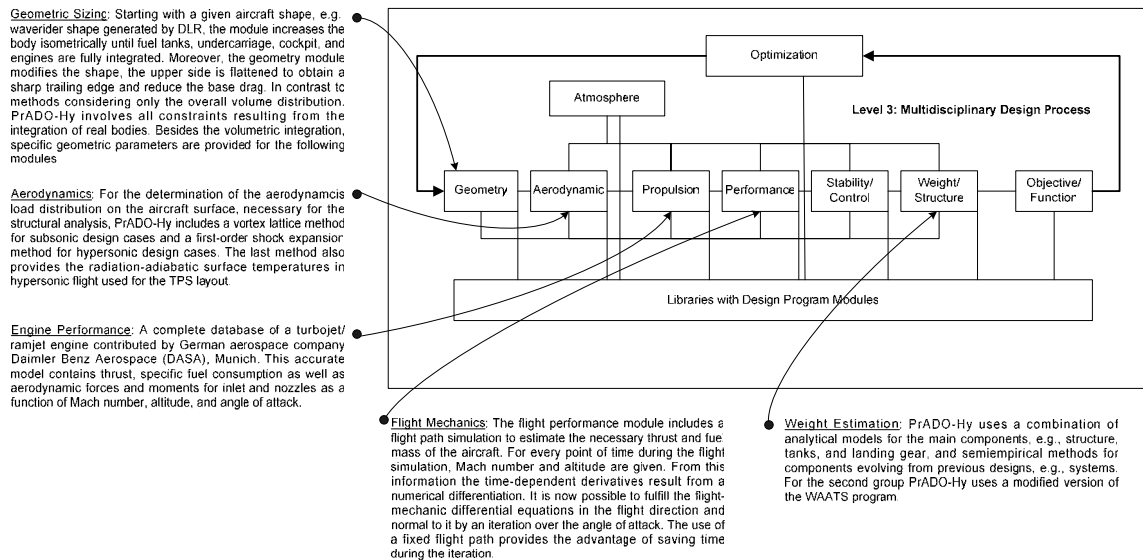 Geometric Sizing: Starting with a given aircraft shape, e.g.
waverider shape generated by DLR, the module increases the
body isometrically until fuel tanks, undercarriage, cockpit, and
engines are fully integrated. Moreover, the geometry module
modifies the shape, the upper side is flattened to obtain a
sharp trailing edge and reduce the base drag. In contrast to
methods considering only the overall volume distribution.
PrADO-Hy involves all constraints resulting from the
integration of real bodies. Besides the volumetric integration,
specific geometric parameters are provided for the following
modules
Aerodynamics: For the determination of the aerodynamcis
load distribution on the aircraft surface, necessary for the
structural analysis, PrADO-Hy includes a vortex lattice method
for subsonic design cases and a first-order shock expansion
method for hypersonic design cases. The last method also
provides the radiation-adiabatic surface temperatures in
hypersonic flight used for the TPS layout.
Engine Performance: A complete database of a turbojet/
ramjet engine contributed by German aerospace company
Daimler Benz Aerospace (DASA), Munich. This accurate
model contains thrust, specific fuel consumption as well as
aerodynamic forces and moments for inlet and nozzles as a
function of Mach number, altitude, and angle of attack.
Optimization
Atmosphere
Level 3: Multidisciplinary Design Process
Geometry
Aerodynamic
Propulsion
Performance
Stability/
Control
Weight/
Structure
Objective/
Function
Libraries with Design Program Modules
Flight Mechanics: The flight performance module includes a
flight path simulation to estimate the necessary thrust and fuel
mass of the aircraft. For every point of time during the flight
simulation, Mach number and altitude are given. From this
information the time-dependent derivatives result from a
numerical differentiation. It is now possible to fulfill the flight-
mechanic differential equations in the flight direction and
normal to it by an iteration over the angle of attack. The use of
a fixed flight path provides the advantage of saving time
during the iteration.
Weight Estimation: PrADO-Hy uses a combination of
analytical models for the main components, e.g., structure,
tanks, and landing gear, and semiempirical methods for
components evolving from previous designs, e.g., systems.
For the second group PrADO-Hy uses a modified version of
the WAATS program.